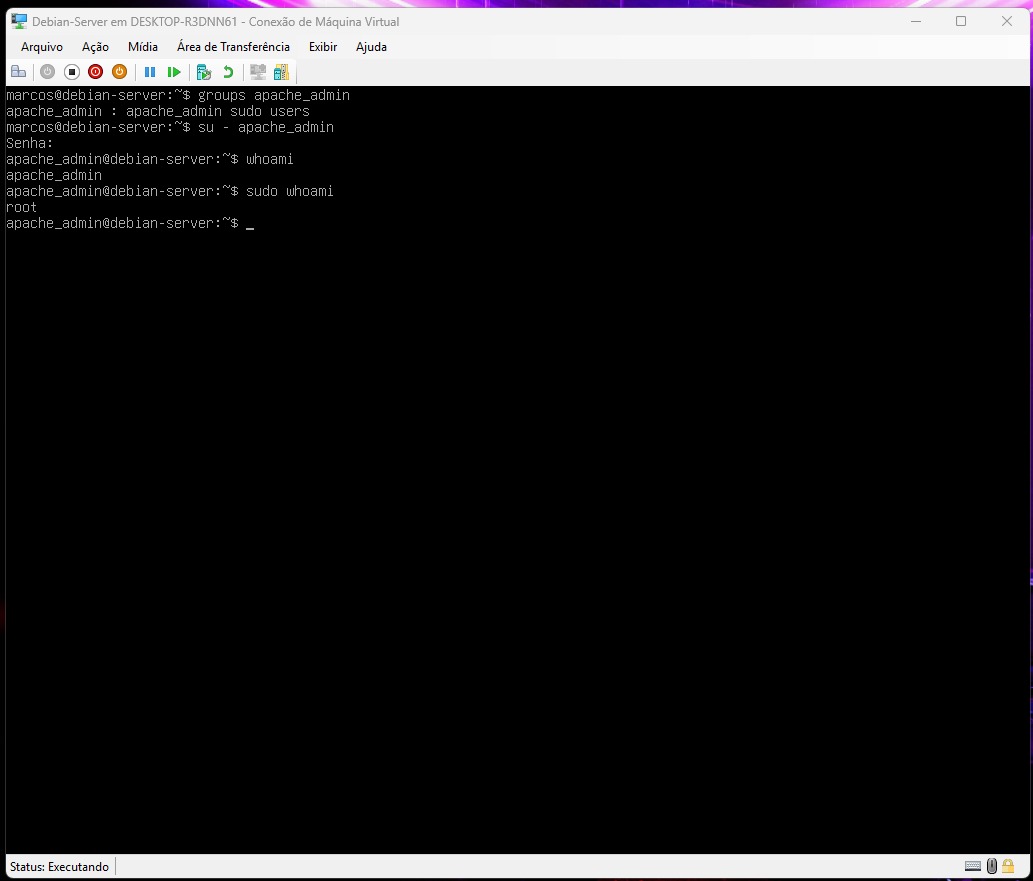 Debian-Server em DESKTOP-R3DNN61 - Conexão de Máquina Virtual
Arquivo Ação Mídia Área de Transferência Exibir Ajuda
marcos@debian-server:~$ groups apache_admin
apache_admin : apache_admin sudo users
marcos@debian-server:~$ su - apache_admin
Senha:
apache_admin@debian-server:~$ whoami
apache_admin
apache_admin@debian-server:~$ sudo whoami
root
apache_admin@debian-server:~$ _
Status: Executando